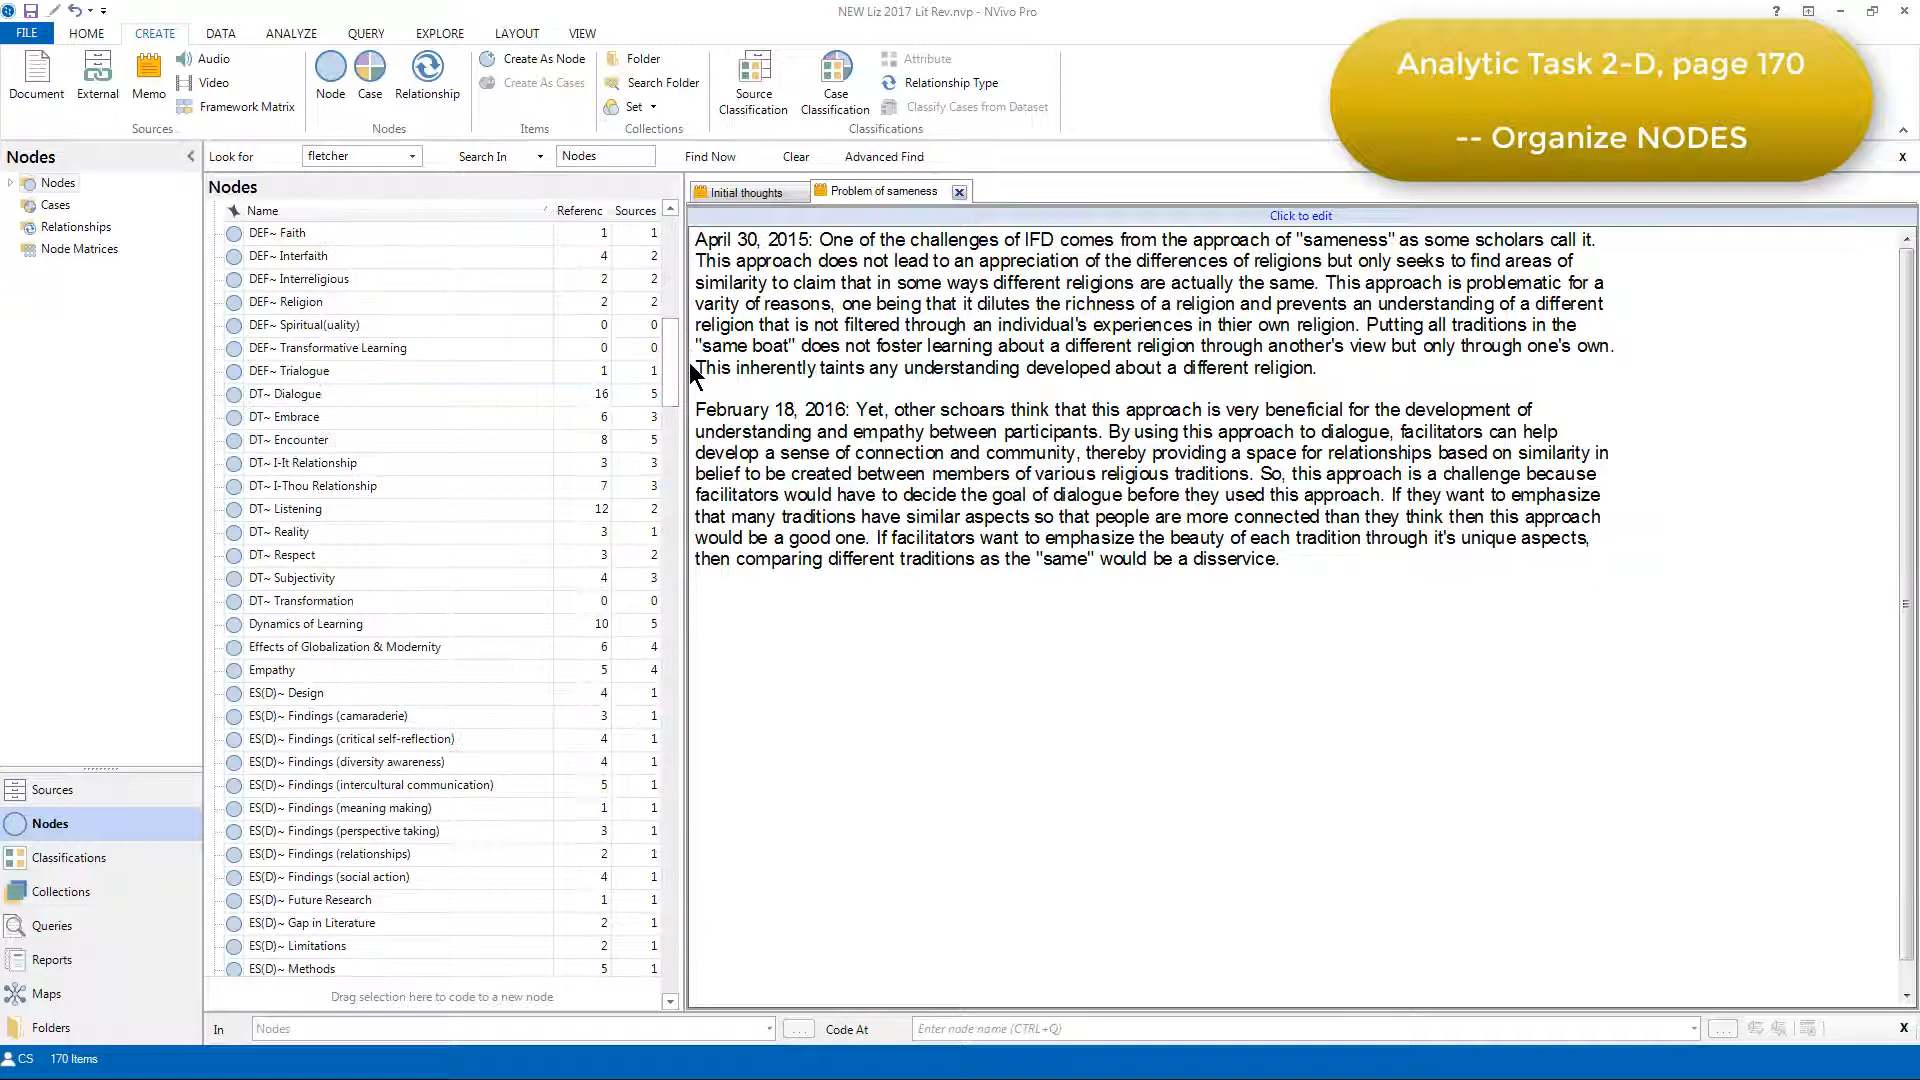 NEW Liz 2017 Lit Rev.nvp - NVivo Pro
FILE HOME CREATE DATA ANALYZE QUERY EXPLORE LAYOUT VIEW
Document External Memo
Audio
Video
Framework Matrix
Sources
Node Case Relationship
Nodes
Create As Node
Create As Cases
Items
Folder
Search Folder
Set
Collections
Source Classification
Case Classification
Attribute
Relationship Type
Classify Cases from Dataset
Classifications
Analytic Task 2-D, page 170
-- Organize NODES
Nodes
Nodes
Cases
Relationships
Node Matrices
Look for fletcher Search In Nodes Find Now Clear Advanced Find X
Nodes
Name Referenc Sources
DEF~ Faith 1 1
DEF~ Interfaith 4 2
DEF~ Interreligious 2 2
DEF~ Religion 2 2
DEF~ Spiritual(uality) 0 0
DEF~ Transformative Learning 0 0
DEF~ Trialogue 1 1
DT~ Dialogue 16 5
DT~ Embrace 6 3
DT~ Encounter 8 5
DT~ I-It Relationship 3 3
DT~ I-Thou Relationship 7 3
DT~ Listening 12 2
DT~ Reality 3 1
DT~ Respect 3 2
DT~ Subjectivity 4 3
DT~ Transformation 0 0
Dynamics of Learning 10 5
Effects of Globalization & Modernity 6 4
Empathy 5 4
ES(D)~ Design 4 1
ES(D)~ Findings (camaraderie) 3 1
ES(D)~ Findings (critical self-reflection) 4 1
ES(D)~ Findings (diversity awareness) 4 1
ES(D)~ Findings (intercultural communication) 5 1
ES(D)~ Findings (meaning making) 1 1
ES(D)~ Findings (perspective taking) 3 1
ES(D)~ Findings (relationships) 2 1
ES(D)~ Findings (social action) 4 1
ES(D)~ Future Research 1 1
ES(D)~ Gap in Literature 2 1
ES(D)~ Limitations 2 1
ES(D)~ Methods 5 1
Drag selection here to code to a new node
Initial thoughts Problem of sameness
Click to edit
April 30, 2015: One of the challenges of IFD comes from the approach of "sameness" as some scholars call it.
This approach does not lead to an appreciation of the differences of religions but only seeks to find areas of
similarity to claim that in some ways different religions are actually the same. This approach is problematic for a
varity of reasons, one being that it dilutes the richness of a religion and prevents an understanding of a different
religion that is not filtered through an individual's experiences in thier own religion. Putting all traditions in the
"same boat" does not foster learning about a different religion through another's view but only through one's own.
This inherently taints any understanding developed about a different religion.
February 18, 2016: Yet, other schoars think that this approach is very beneficial for the development of
understanding and empathy between participants. By using this approach to dialogue, facilitators can help
develop a sense of connection and community, thereby providing a space for relationships based on similarity in
belief to be created between members of various religious traditions. So, this approach is a challenge because
facilitators would have to decide the goal of dialogue before they used this approach. If they want to emphasize
that many traditions have similar aspects so that people are more connected than they think then this approach
would be a good one. If facilitators want to emphasize the beauty of each tradition through it's unique aspects,
then comparing different traditions as the "same" would be a disservice.
Sources
Nodes
Classifications
Collections
Queries
Reports
Maps
Folders
In Nodes ... Code At Enter node name (CTRL+Q) ... X
CS 170 Items